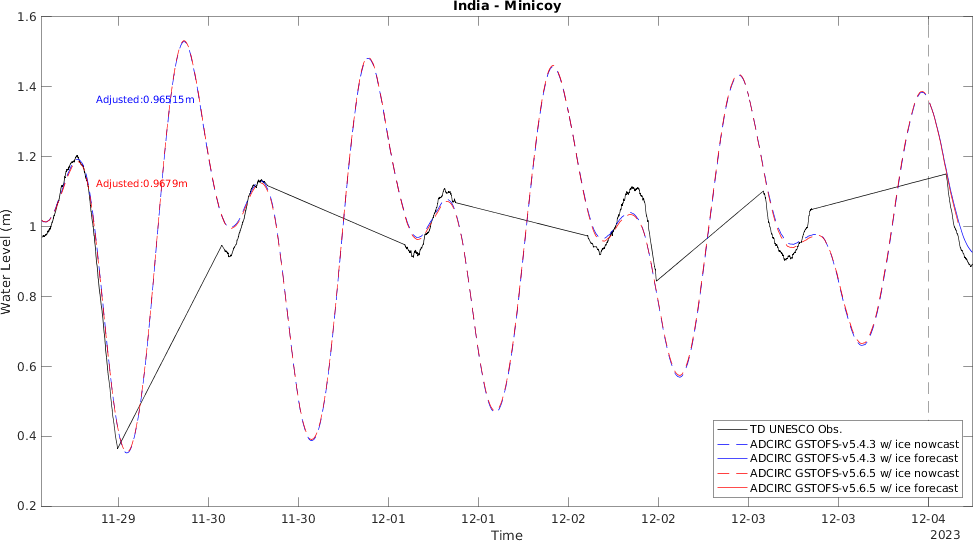 India - Minicoy
1.6
1.4
1.2
1
0.8
0.6
0.4
0.2
Water Level (m)
Adjusted:0.96515m
Adjusted:0.9679m
TD UNESCO Obs.
ADCIRC GSTOFS-v5.4.3 w/ ice nowcast
ADCIRC GSTOFS-v5.4.3 w/ ice forecast
ADCIRC GSTOFS-v5.6.5 w/ ice nowcast
ADCIRC GSTOFS-v5.6.5 w/ ice forecast
11-29 11-30 11-30 12-01 12-01 12-02 12-02 12-03 12-03 12-04
Time
2023